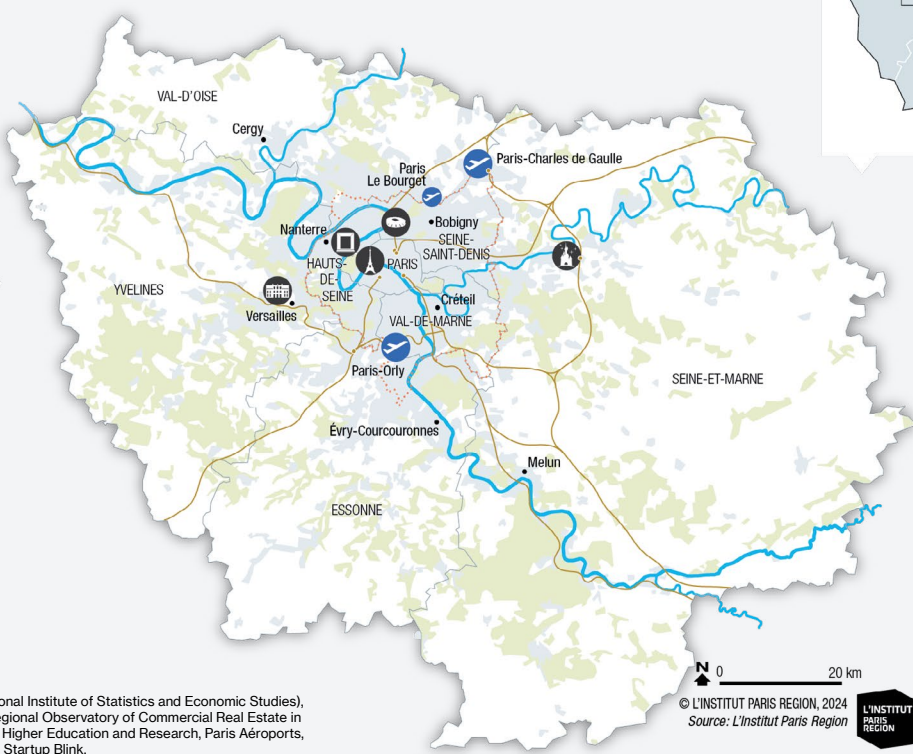 VAL-D'OISE
Cergy
Paris
Le Bourget
Paris-Charles de Gaulle
Nanterre
Bobigny
SEINE-
SAINT-DENIS
HAUTS-
DE-
SEINE
PARIS
YVELINES
Versailles
Créteil
VAL-DE-MARNE
Paris-Orly
SEINE-ET-MARNE
Évry-Courcouronnes
Melun
ESSONNE
N 0 20 km
© L'INSTITUT PARIS REGION, 2024
Source: L'Institut Paris Region
L'INSTITUT
PARIS
REGION
onal Institute of Statistics and Economic Studies),
egional Observatory of Commercial Real Estate in
Higher Education and Research, Paris Aéroports,
Startup Blink.